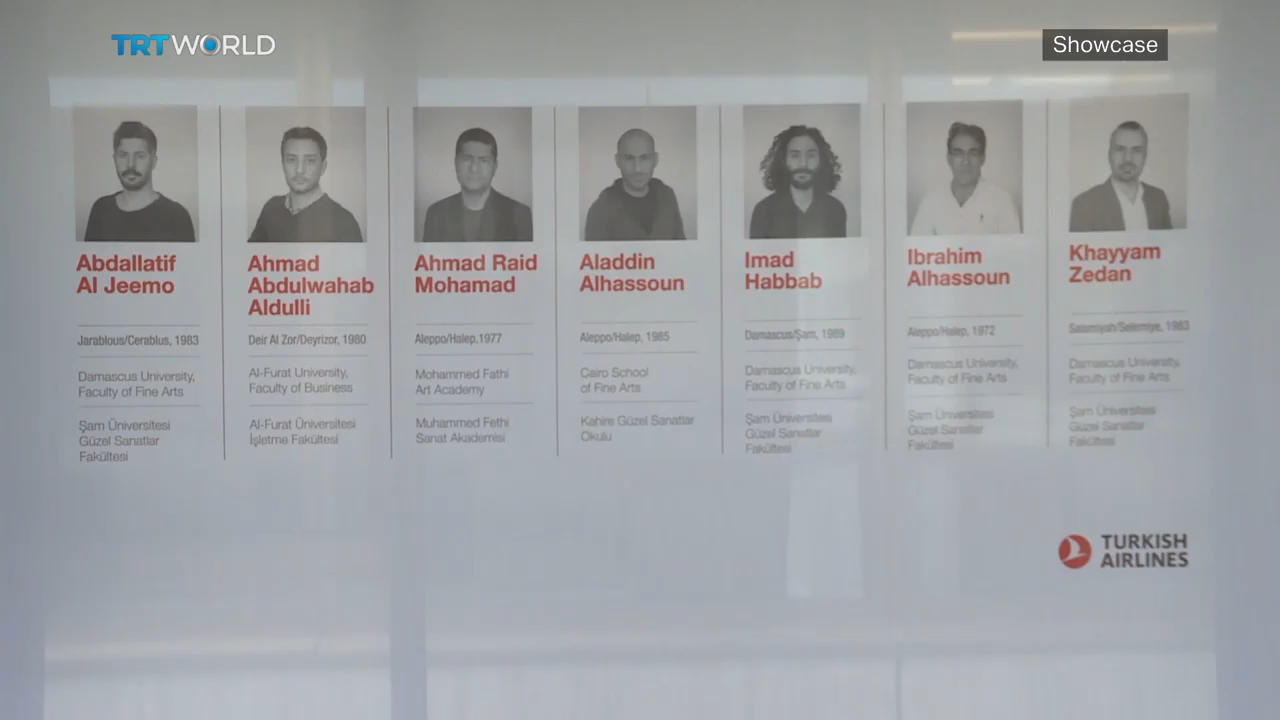 TRT WORLD
Showcase
Abdallatif
Al Jeemo
Jarablous/Cerablus, 1983
Damascus University,
Faculty of Fine Arts
Şam Üniversitesi
Güzel Sanatlar
Fakültesi
Ahmad
Abdulwahab
Aldulli
Deir Al Zor/Deyrizor, 1980
Al-Furat University,
Faculty of Business
Al-Furat Üniversitesi
İşletme Fakültesi
Ahmad Raid
Mohamad
Aleppo/Halep,1977
Mohammed Fathi
Art Academy
Muhammed Fethi
Sanat Akademisi
Aladdin
Alhassoun
Aleppo/Halep, 1985
Cairo School
of Fine Arts
Kahire Güzel Sanatlar
Okulu
Imad
Habbab
Damascus/Şam, 1989
Damascus University,
Faculty of Fine Arts
Şam Üniversitesi
Güzel Sanatlar
Fakültesi
Ibrahim
Alhassoun
Aleppo/Halep, 1972
Damascus University,
Faculty of Fine Arts
Şam Üniversitesi
Güzel Sanatlar
Fakültesi
Khayyam
Zedan
Salamiyah/Selemiye, 1983
Damascus University,
Faculty of Fine Arts
Şam Üniversitesi
Güzel Sanatlar
Fakültesi
TURKISH
AIRLINES